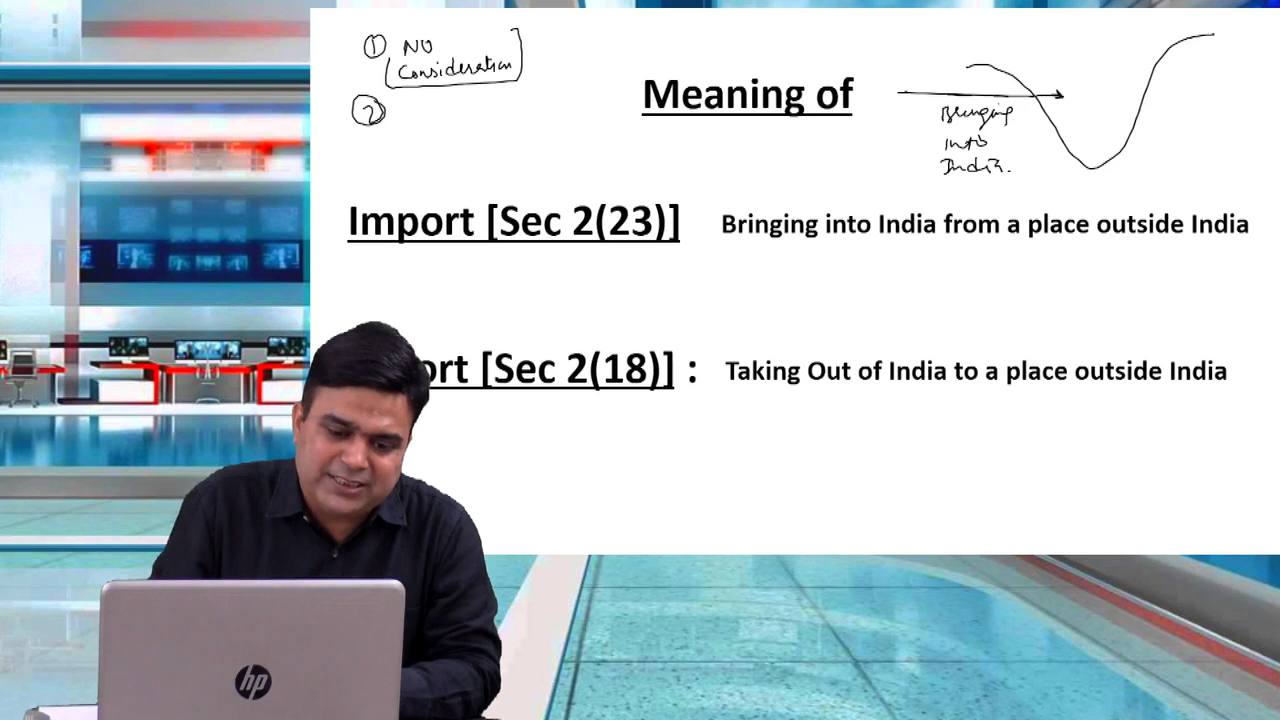 ① NO
Consideration
②
Meaning of
Bringing
into
India.
Import [Sec 2(23)] Bringing into India from a place outside India
ort [Sec 2(18)] : Taking Out of India to a place outside India
hp